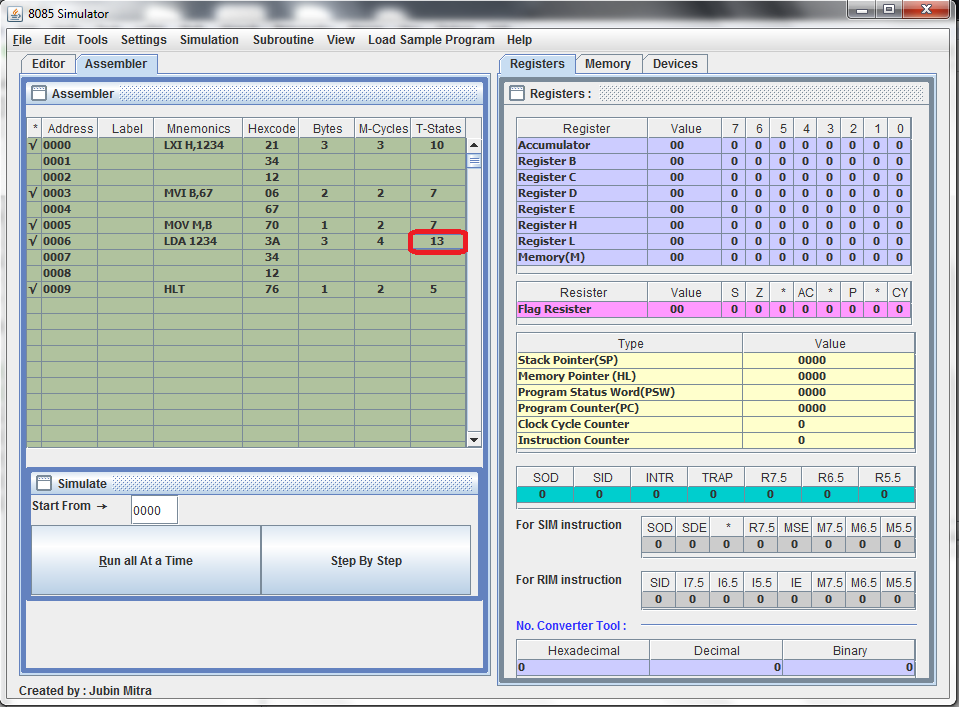 8085 Simulator
File Edit Tools Settings Simulation Subroutine View Load Sample Program Help
Editor Assembler
Assembler
* Address Label Mnemonics Hexcode Bytes M-Cycles T-States
√ 0000 LXI H,1234 21 3 3 10
0001 34
0002 12
√ 0003 MVI B,67 06 2 2 7
0004 67
√ 0005 MOV M,B 70 1 2 7
√ 0006 LDA 1234 3A 3 4 13
0007 34
0008 12
√ 0009 HLT 76 1 2 5
Simulate
Start From → 0000
Run all At a Time Step By Step
Created by : Jubin Mitra
Registers Memory Devices
Registers :
Register Value 7 6 5 4 3 2 1 0
Accumulator 00 0 0 0 0 0 0 0 0
Register B 00 0 0 0 0 0 0 0 0
Register C 00 0 0 0 0 0 0 0 0
Register D 00 0 0 0 0 0 0 0 0
Register E 00 0 0 0 0 0 0 0 0
Register H 00 0 0 0 0 0 0 0 0
Register L 00 0 0 0 0 0 0 0 0
Memory(M) 00 0 0 0 0 0 0 0 0
Resister Value S Z * AC * P * CY
Flag Resister 00 0 0 0 0 0 0 0 0
Type Value
Stack Pointer(SP) 0000
Memory Pointer (HL) 0000
Program Status Word(PSW) 0000
Program Counter(PC) 0000
Clock Cycle Counter 0
Instruction Counter 0
SOD SID INTR TRAP R7.5 R6.5 R5.5
0 0 0 0 0 0 0
For SIM instruction
SOD SDE * R7.5 MSE M7.5 M6.5 M5.5
0 0 0 0 0 0 0 0
For RIM instruction
SID I7.5 I6.5 I5.5 IE M7.5 M6.5 M5.5
0 0 0 0 0 0 0 0
No. Converter Tool :
Hexadecimal Decimal Binary
0 0 0